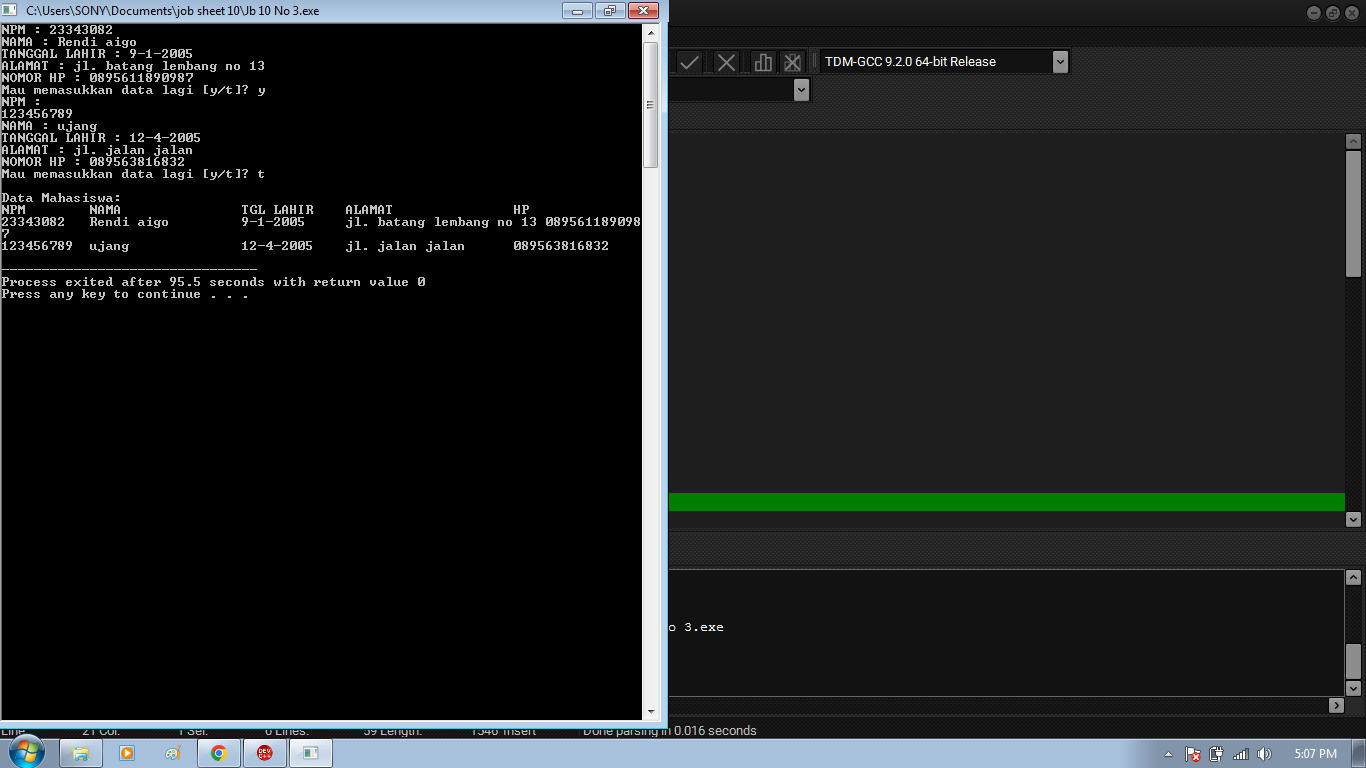 C:\Users\SONY\Documents\job sheet 10\Jb 10 No 3.exe
NPM : 23343082
NAMA : Rendi aigo
TANGGAL LAHIR : 9-1-2005
ALAMAT : jl. batang lembang no 13
NOMOR HP : 0895611890987
Mau memasukkan data lagi [y/t]? y
NPM :
123456789
NAMA : ujang
TANGGAL LAHIR : 12-4-2005
ALAMAT : jl. jalan jalan
NOMOR HP : 089563816832
Mau memasukkan data lagi [y/t]? t
Data Mahasiswa:
NPM NAMA TGL LAHIR ALAMAT HP
23343082 Rendi aigo 9-1-2005 jl. batang lembang no 13 089561189098
7
123456789 ujang 12-4-2005 jl. jalan jalan 089563816832
--------------------------------
Process exited after 95.5 seconds with return value 0
Press any key to continue . . .
TDM-GCC 9.2.0 64-bit Release
o 3.exe
Line: 21 Col: 1 Sel: 0 Lines: 59 Length: 1546 Insert Done parsing in 0.016 seconds
DEV
C++
5:07 PM